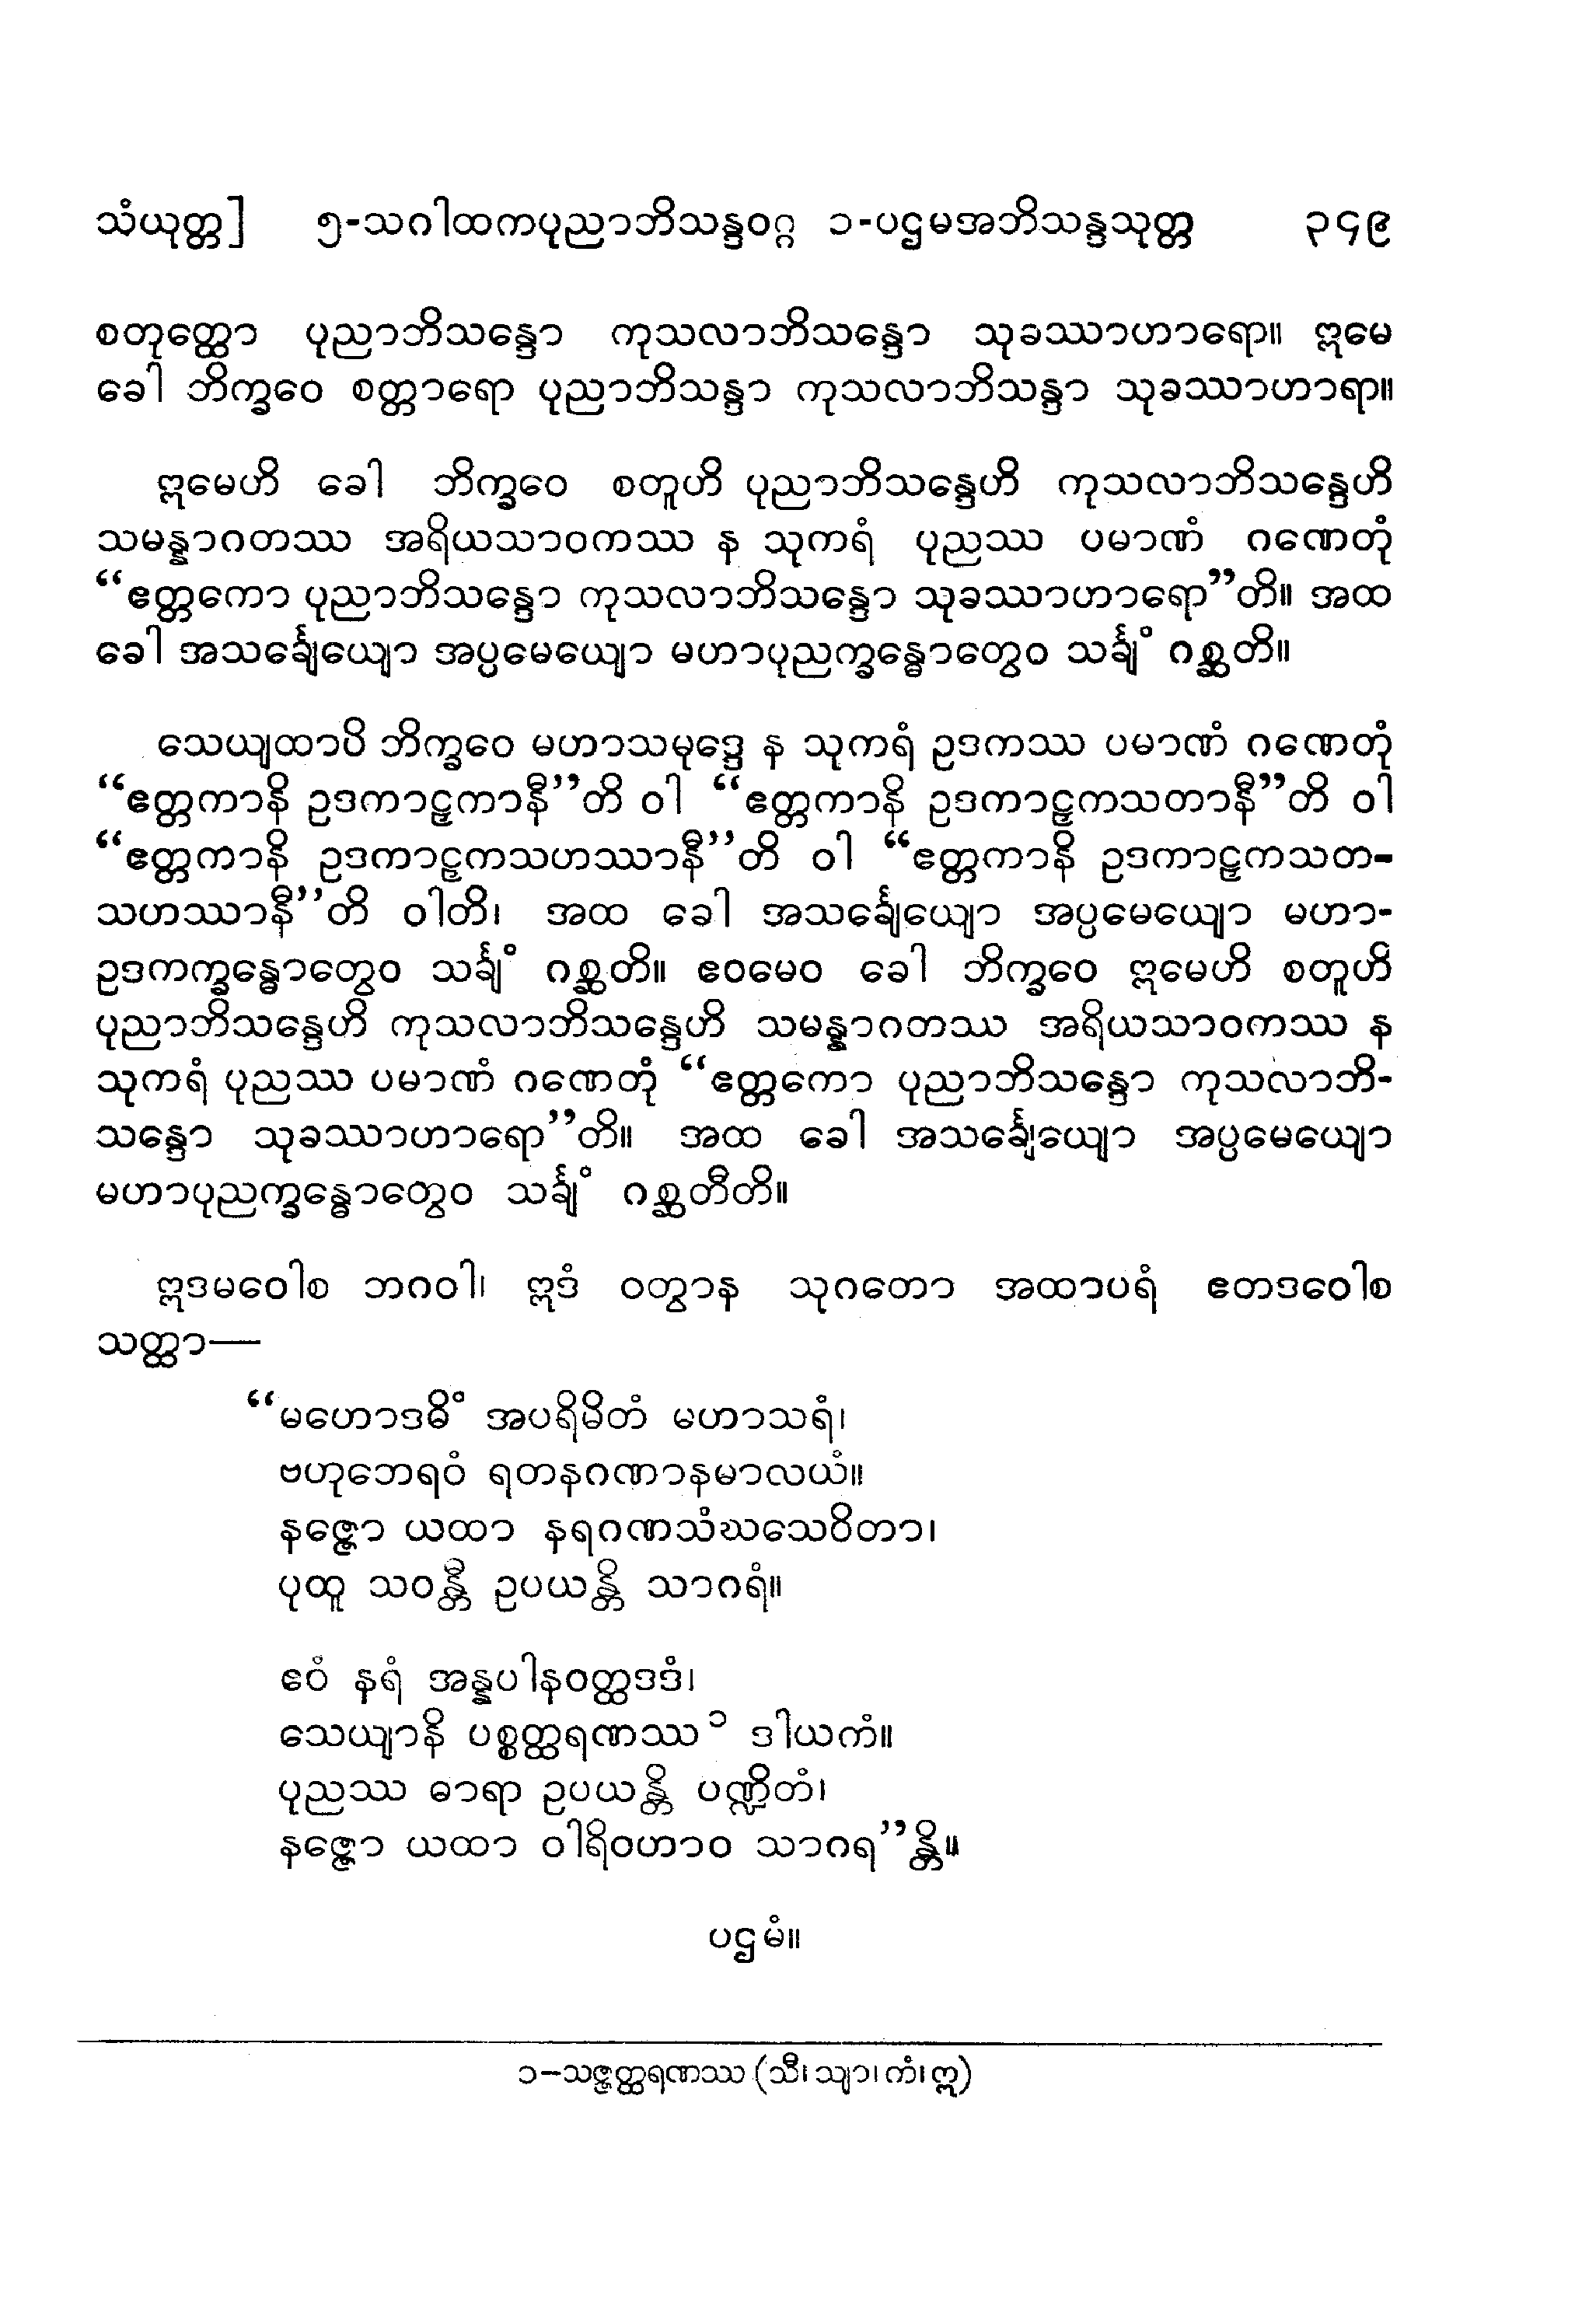 သံယုတ္တ] ၅-သဂါထကပုညာဘိသန္ဒဝဂ္ဂ ၁-ပဌမအဘိသန္ဒသုတ္တ ၃၄၉
စတုတ္ထော ပုညာဘိသန္ဒော ကုသလာဘိသန္ဒော သုခဿာဟာရော။ ဣမေ
ခေါ ဘိက္ခဝေ စတ္တာရော ပုညာဘိသန္ဒာ ကုသလာဘိသန္ဒာ သုခဿာဟာရာ။
ဣမေဟိ ခေါ ဘိက္ခဝေ စတူဟိ ပုညာဘိသန္ဒေဟိ ကုသလာဘိသန္ဒေဟိ
သမန္နာဂတဿ အရိယသာဝကဿ န သုကရံ ပုညဿ ပမာဏံ ဂဏေတုံ
“ဧတ္တကော ပုညာဘိသန္ဒော ကုသလာဘိသန္ဒော သုခဿာဟာရော”တိ။ အထ
ခေါ အသင်္ချေယျော အပ္ပမေယျော မဟာပုညက္ခန္ဓောတွေဝ သင်္ချံ ဂစ္ဆတိ။
သေယျထာပိ ဘိက္ခဝေ မဟာသမုဒ္ဒေ န သုကရံ ဥဒကဿ ပမာဏံ ဂဏေတုံ
“ဧတ္တကာနိ ဥဒကာဠှကာနီ”တိ ဝါ “ဧတ္တကာနိ ဥဒကာဠှကသတာနီ”တိ ဝါ
“ဧတ္တကာနိ ဥဒကာဠှကသဟဿာနီ”တိ ဝါ “ဧတ္တကာနိ ဥဒကာဠှကသတ-
သဟဿာနီ”တိ ဝါတိ၊ အထ ခေါ အသင်္ချေယျော အပ္ပမေယျော မဟာ-
ဥဒကက္ခန္ဓောတွေဝ သင်္ချံ ဂစ္ဆတိ။ ဧဝမေဝ ခေါ ဘိက္ခဝေ ဣမေဟိ စတူဟိ
ပုညာဘိသန္ဒေဟိ ကုသလာဘိသန္ဒေဟိ သမန္နာဂတဿ အရိယသာဝကဿ န
သုကရံ ပုညဿ ပမာဏံ ဂဏေတုံ “ဧတ္တကော ပုညာဘိသန္ဒော ကုသလာဘိ-
သန္ဒော သုခဿာဟာရော”တိ။ အထ ခေါ အသင်္ချေယျော အပ္ပမေယျော
မဟာပုညက္ခန္ဓောတွေဝ သင်္ချံ ဂစ္ဆတီတိ။
ဣဒမဝေါစ ဘဂဝါ၊ ဣဒံ ဝတွာန သုဂတော အထာပရံ ဧတဒဝေါစ
သတ္ထာ—
“မဟောဒဓိံ အပရိမိတံ မဟာသရံ၊
ဗဟုဘေရဝံ ရတနဂဏာနမာလယံ။
နဇ္ဇော ယထာ နရဂဏသံဃသေဝိတာ၊
ပုထူ သဝန္တီ ဥပယန္တိ သာဂရံ။
ဧဝံ နရံ အန္နပါနဝတ္ထဒဒံ၊
သေယျာနိ ပစ္စတ္ထရဏဿ ၁ ဒါယကံ။
ပုညဿ ဓာရာ ဥပယန္တိ ပဏ္ဍိတံ၊
နဇ္ဇော ယထာ ဝါရိဝဟာဝ သာဂရ”န္တိ။
ပဌမံ။
၁–သဇ္ဇတ္ထရဏဿ (သီ၊ သျာ၊ ကံ၊ ဣ)